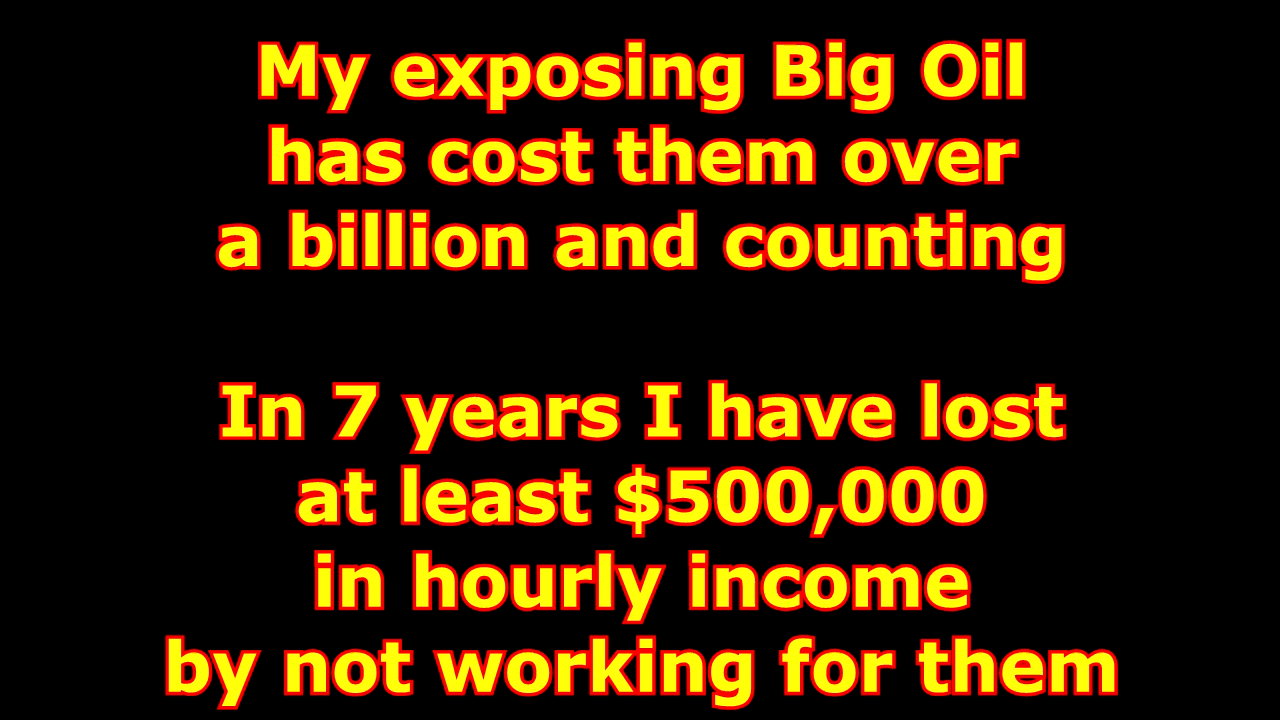 My exposing Big Oil
has cost them over
a billion and counting
In 7 years I have lost
at least $500,000
in hourly income
by not working for them